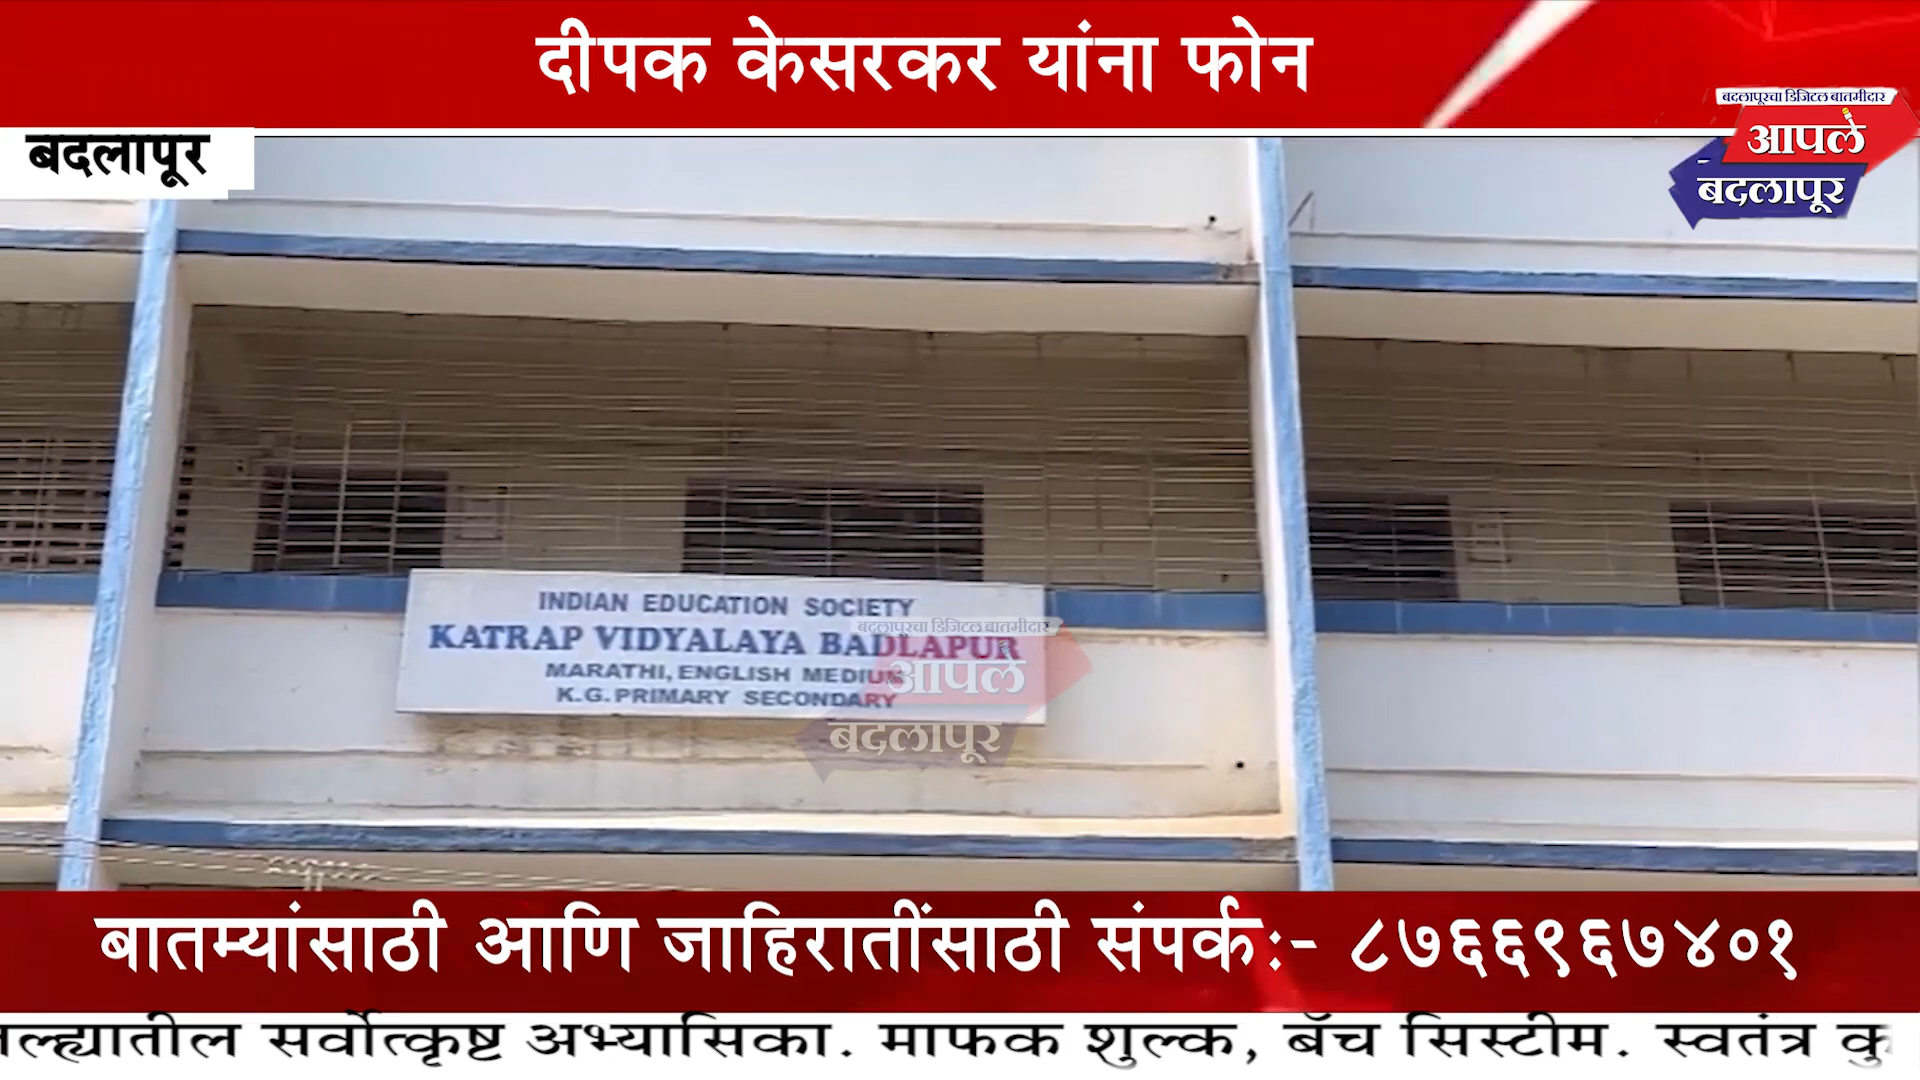 दीपक केसरकर यांना फोन
बदलापूर
बदलापूरचा डिजिटल बातमीदार
आपलं
बदलापूर
INDIAN EDUCATION SOCIETY
KATRAP VIDYALAYA BADLAPUR
MARATHI, ENGLISH MEDIUM
K.G. PRIMARY SECONDARY
बदलापूरचा डिजिटल बातमीदार
आपलं
बदलापूर
बातम्यांसाठी आणि जाहिरातींसाठी संपर्क:- ८७६६९६७४०१
सर्वोत्कृष्ट अभ्यासिका. माफक शुल्क, बॅच सिस्टीम. स्वतंत्र